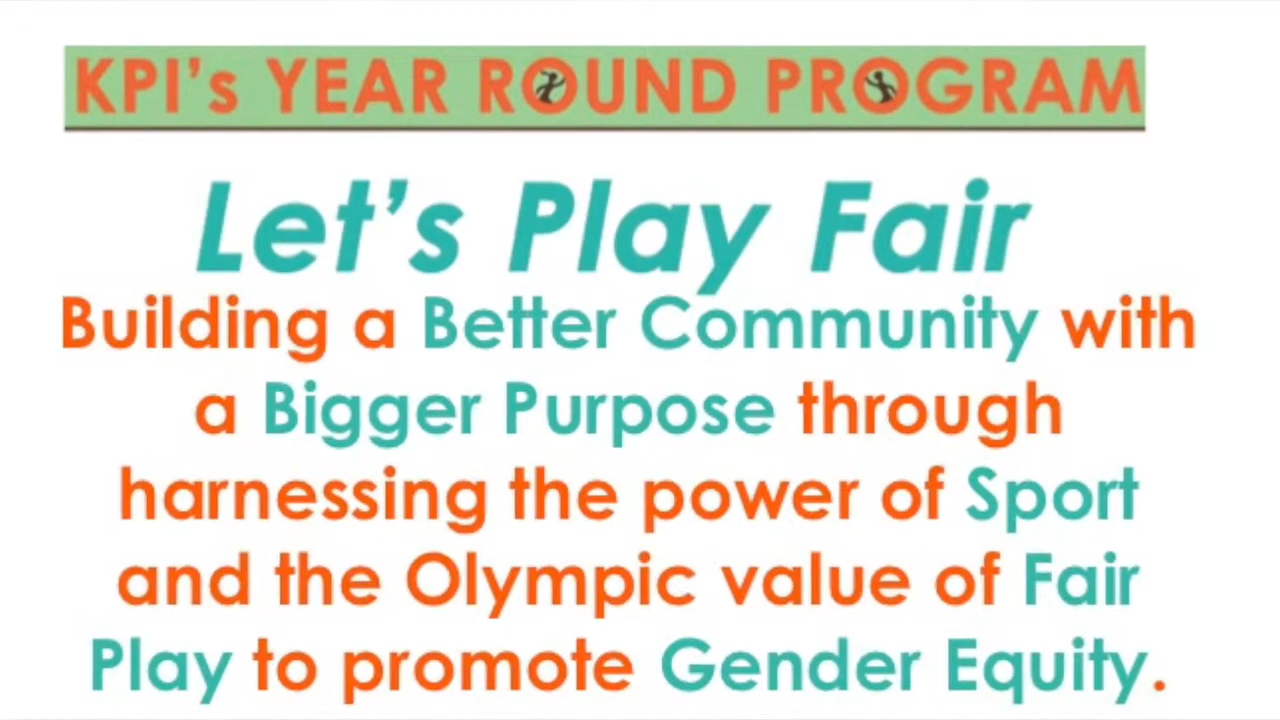 KPI's YEAR ROUND PROGRAM
Let's Play Fair
Building a Better Community with
a Bigger Purpose through
harnessing the power of Sport
and the Olympic value of Fair
Play to promote Gender Equity.